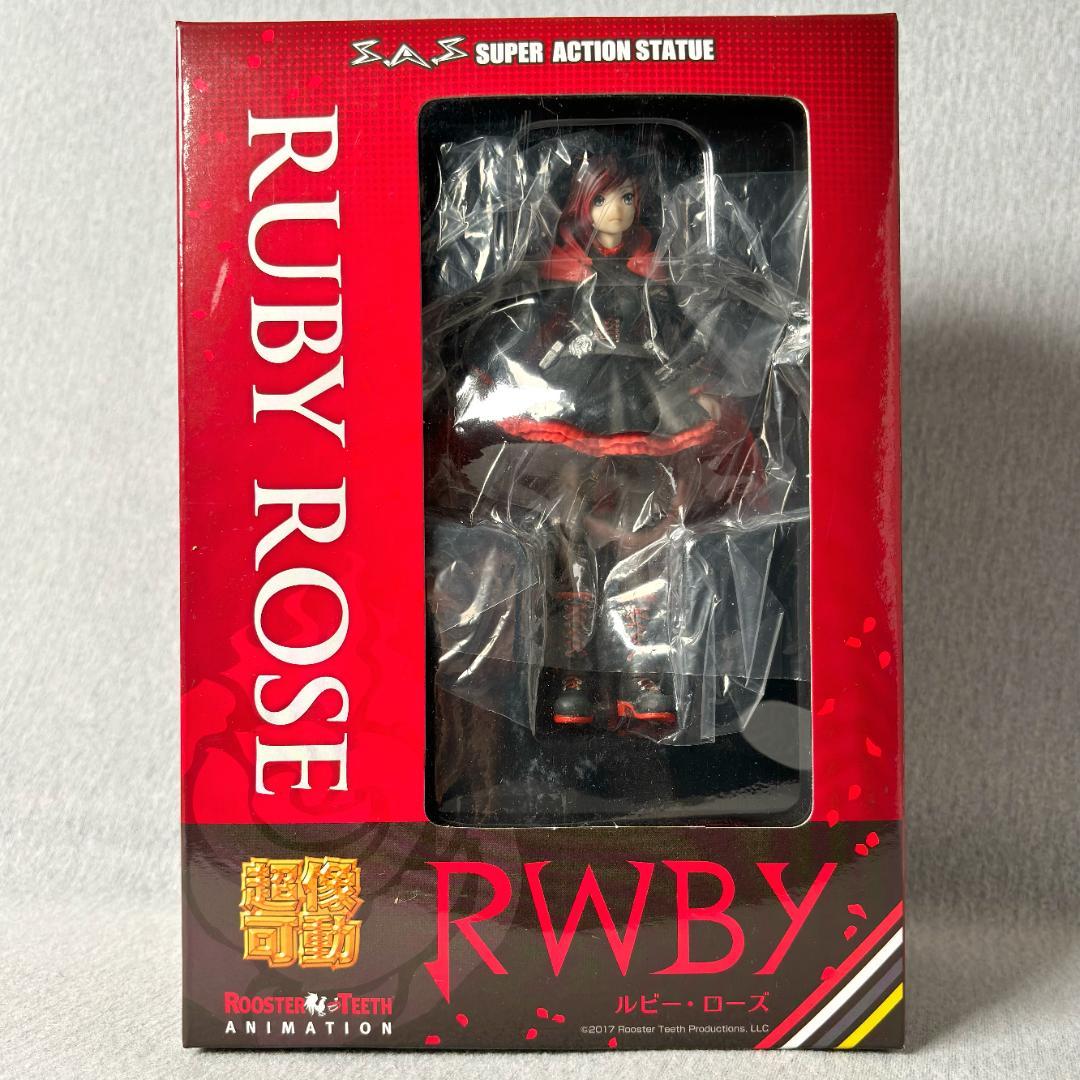 S.A.S SUPER ACTION STATUE
RUBY ROSE
超像
可動
RWBY
ROOSTER TEETH
ANIMATION
ルビー・ローズ
©2017 Rooster Teeth Productions, LLC